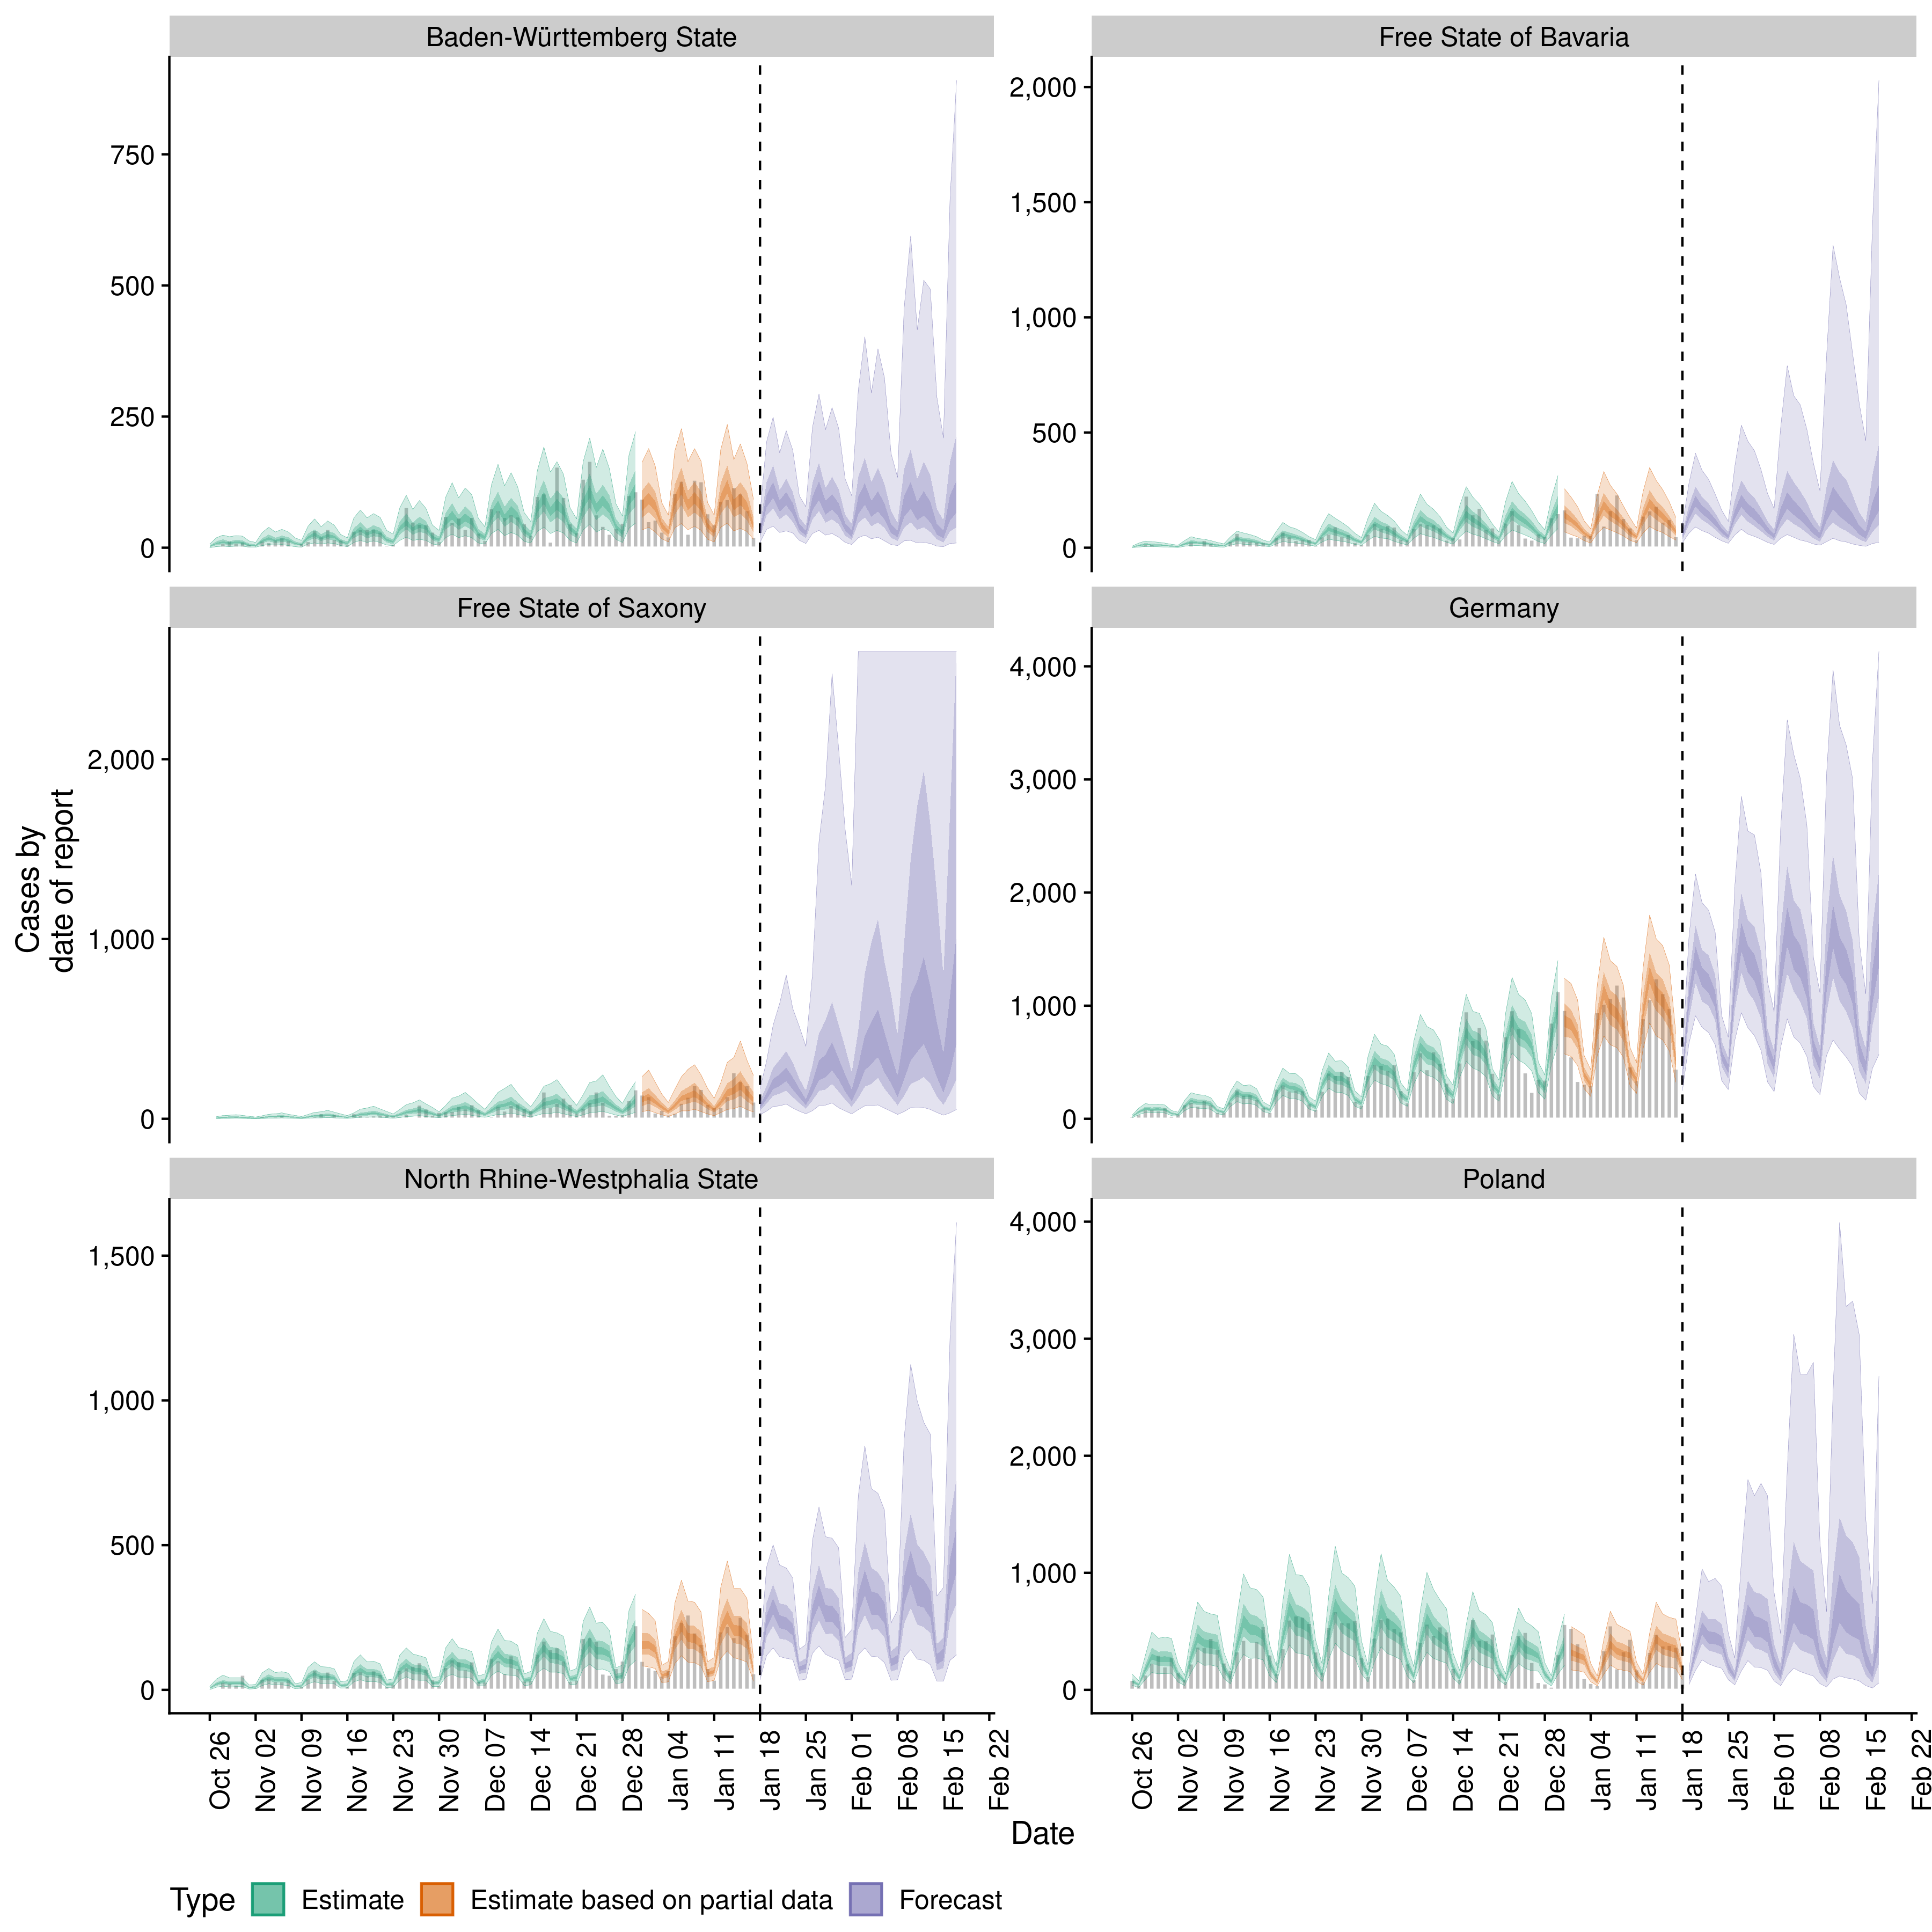 Baden-Württemberg State
Free State of Bavaria
750
500
250
0
2,000
1,500
1,000
500
0
Free State of Saxony
Germany
2,000
1,000
0
4,000
3,000
2,000
1,000
0
Cases by
date of report
North Rhine-Westphalia State
Poland
1,500
1,000
500
0
4,000
3,000
2,000
1,000
0
Oct 26
Nov 02
Nov 09
Nov 16
Nov 23
Nov 30
Dec 07
Dec 14
Dec 21
Dec 28
Jan 04
Jan 11
Jan 18
Jan 25
Feb 01
Feb 08
Feb 15
Feb 22
Oct 26
Nov 02
Nov 09
Nov 16
Nov 23
Nov 30
Dec 07
Dec 14
Dec 21
Dec 28
Jan 04
Jan 11
Jan 18
Jan 25
Feb 01
Feb 08
Feb 15
Feb 22
Date
Type Estimate Estimate based on partial data Forecast